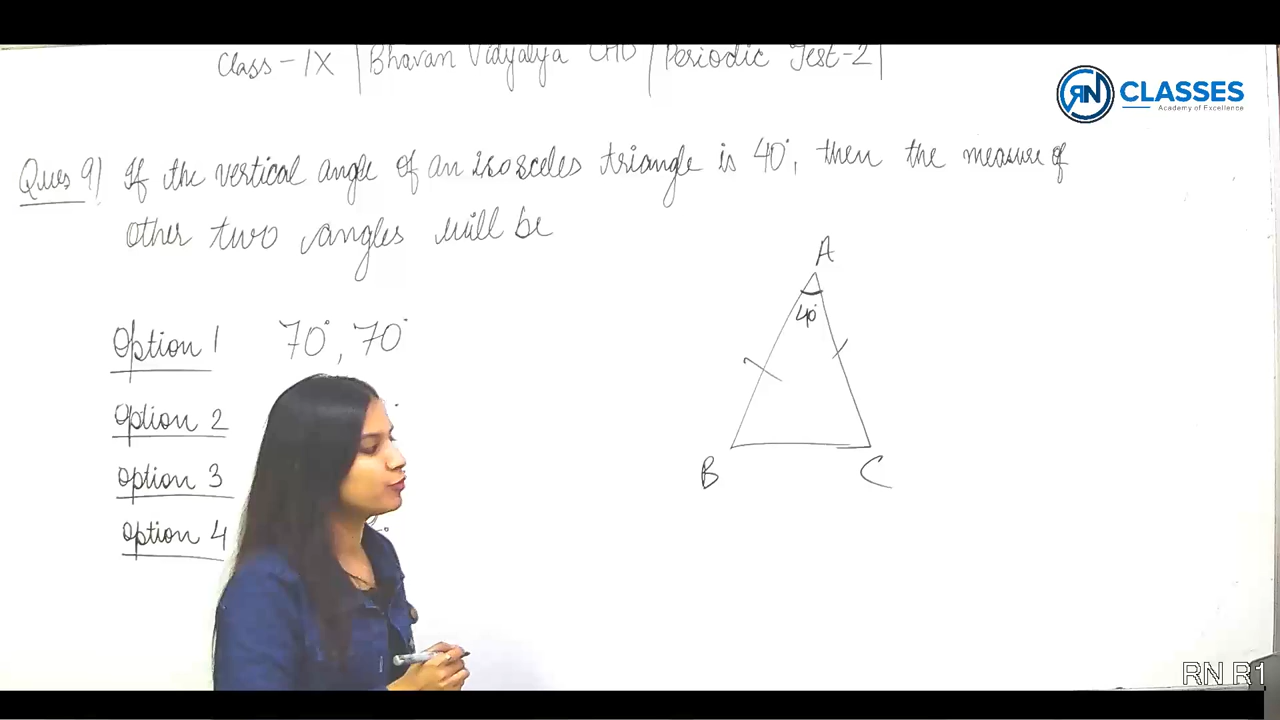 Class-IX | Bhavan Vidyalya CHD | Periodic Test-2 |
RN CLASSES
Academy of Excellence
Ques 9) If the vertical angle of an isosceles triangle is 40°, then the measure of
other two angles will be
A
40°
B
C
Option 1 70°, 70°
Option 2
Option 3
Option 4
RN R1